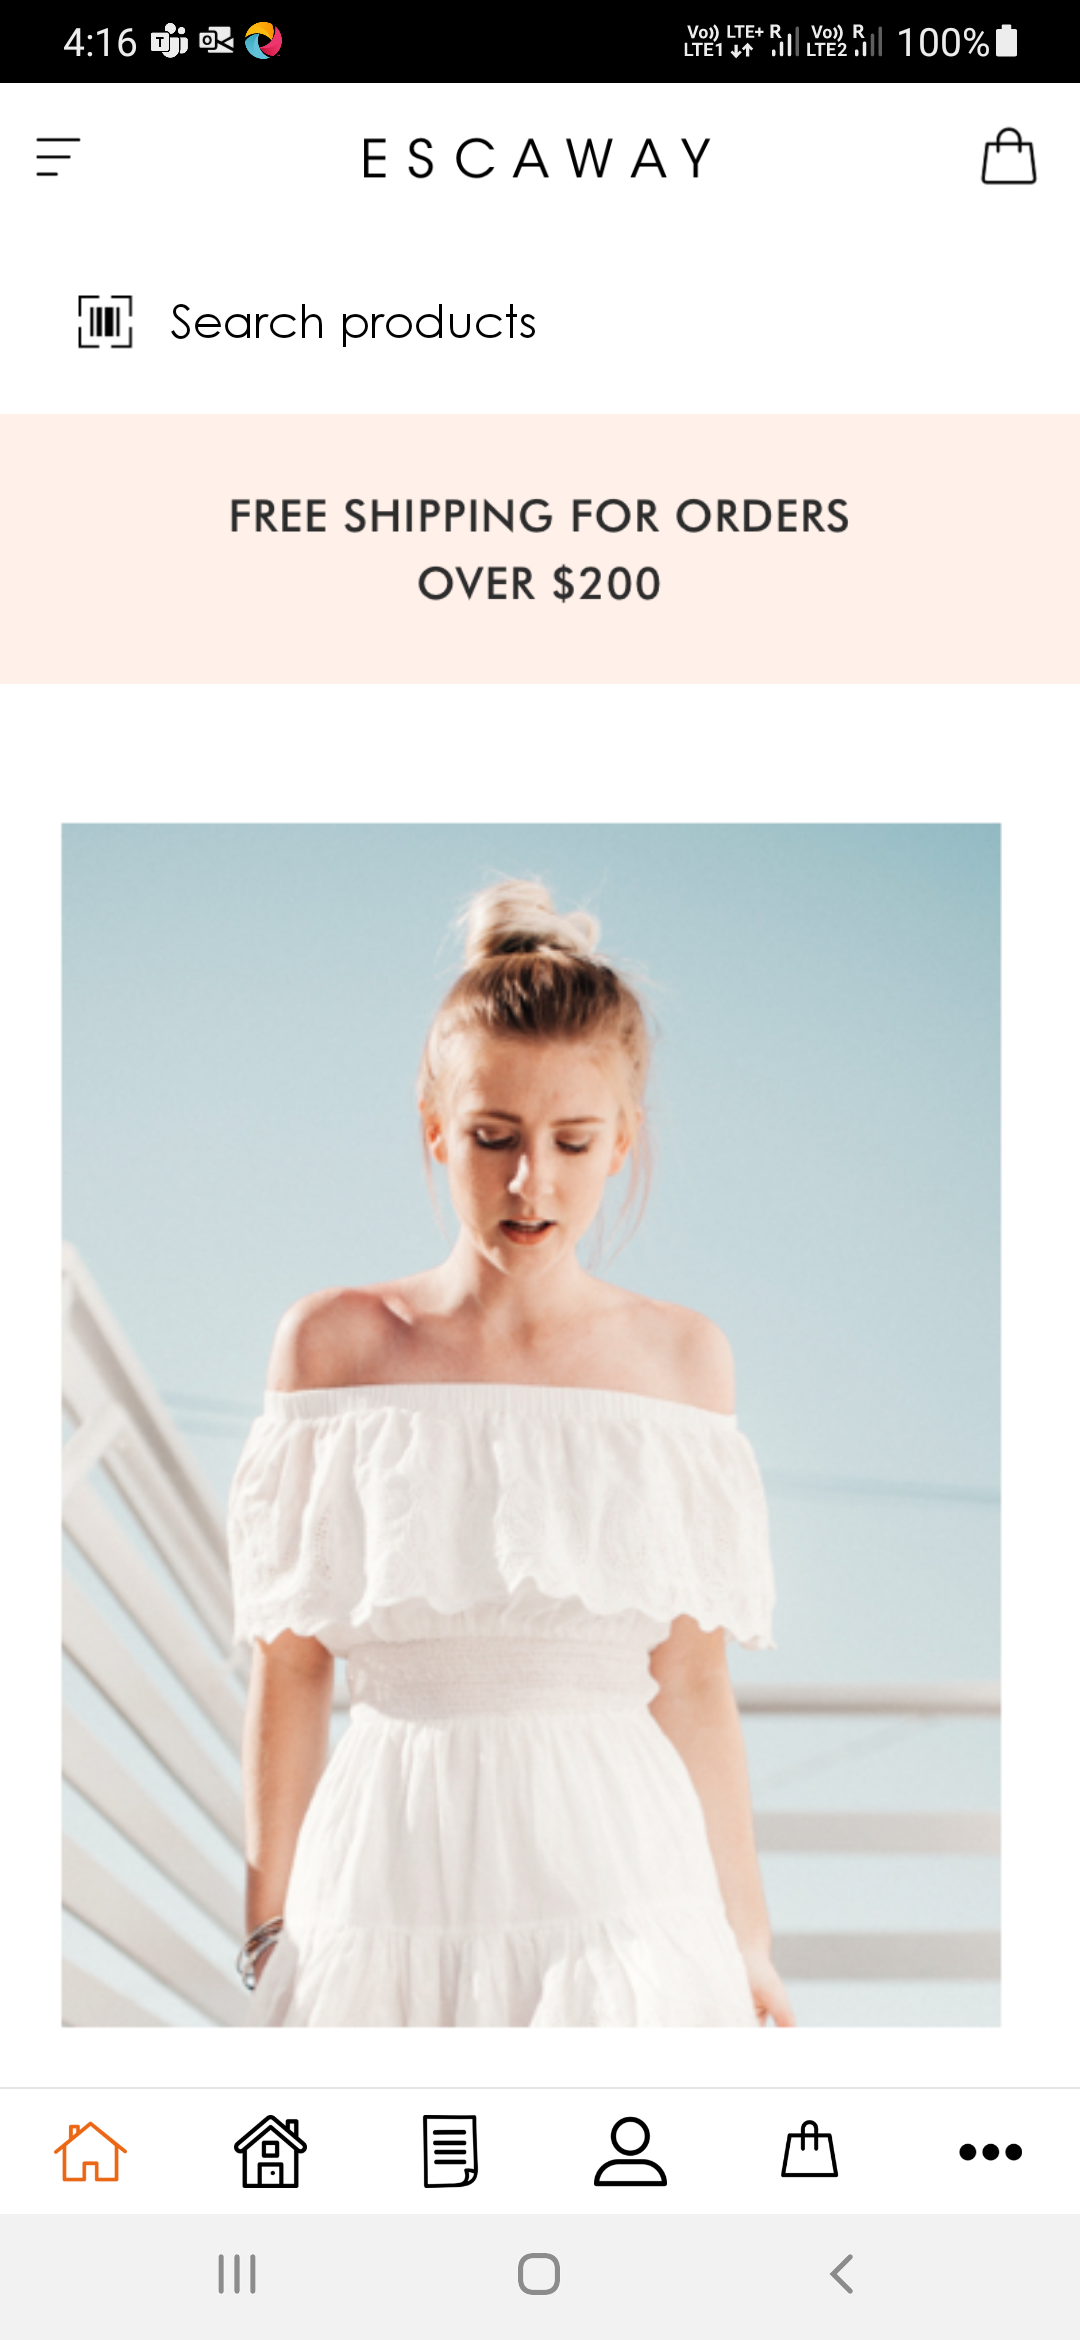 4:16
Vo)) LTE+ R Vo)) R
LTE1 LTE2 100%
ESCAWAY
Search products
FREE SHIPPING FOR ORDERS
OVER $200